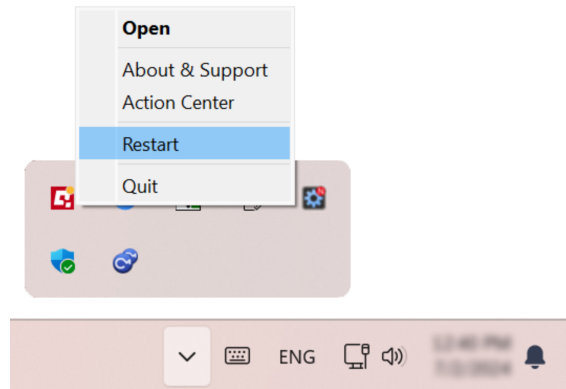 Open
About & Support
Action Center
Restart
Quit
ENG